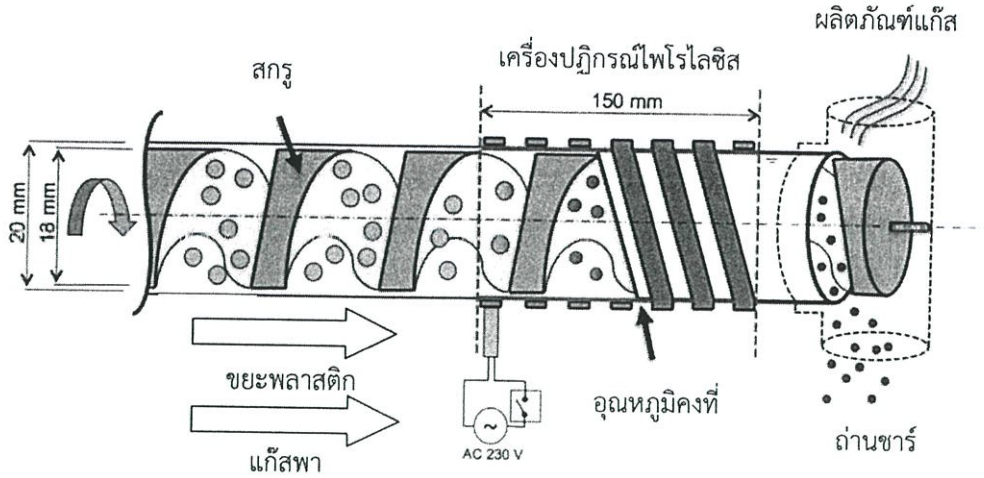 ผลิตภัณฑ์แก๊ส
เครื่องปฏิกรณ์ไพโรไลซิส
สกรู
150 mm
20 mm
18 mm
ขยะพลาสติก
แก๊สพา
AC 230 V
อุณหภูมิคงที่
ถ่านชาร์